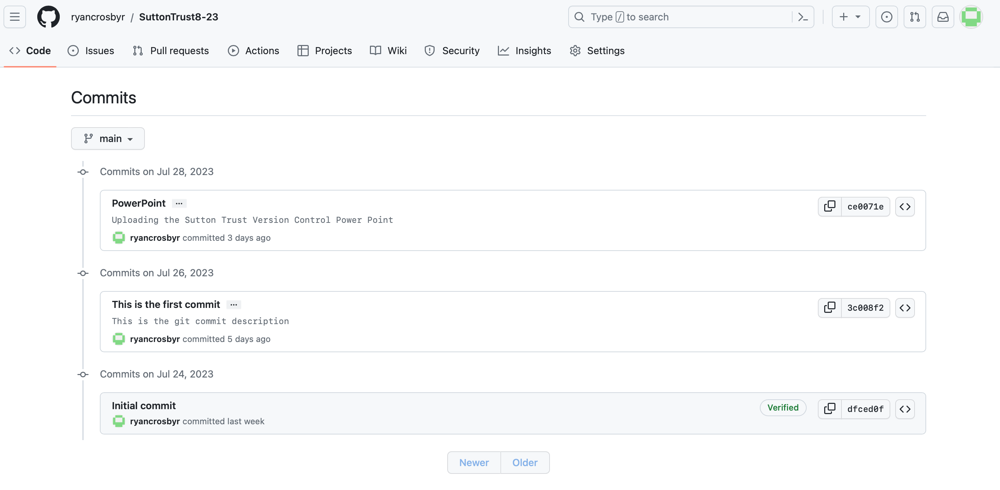 ryancrosbyr / SuttonTrust8-23
Type / to search
Code Issues Pull requests Actions Projects Wiki Security Insights Settings
Commits
main
Commits on Jul 28, 2023
PowerPoint ...
ce0071e
Uploading the Sutton Trust Version Control Power Point
ryancrosbyr committed 3 days ago
Commits on Jul 26, 2023
This is the first commit ...
3c008f2
This is the git commit description
ryancrosbyr committed 5 days ago
Commits on Jul 24, 2023
Initial commit
Verified dfced0f
ryancrosbyr committed last week
Newer Older